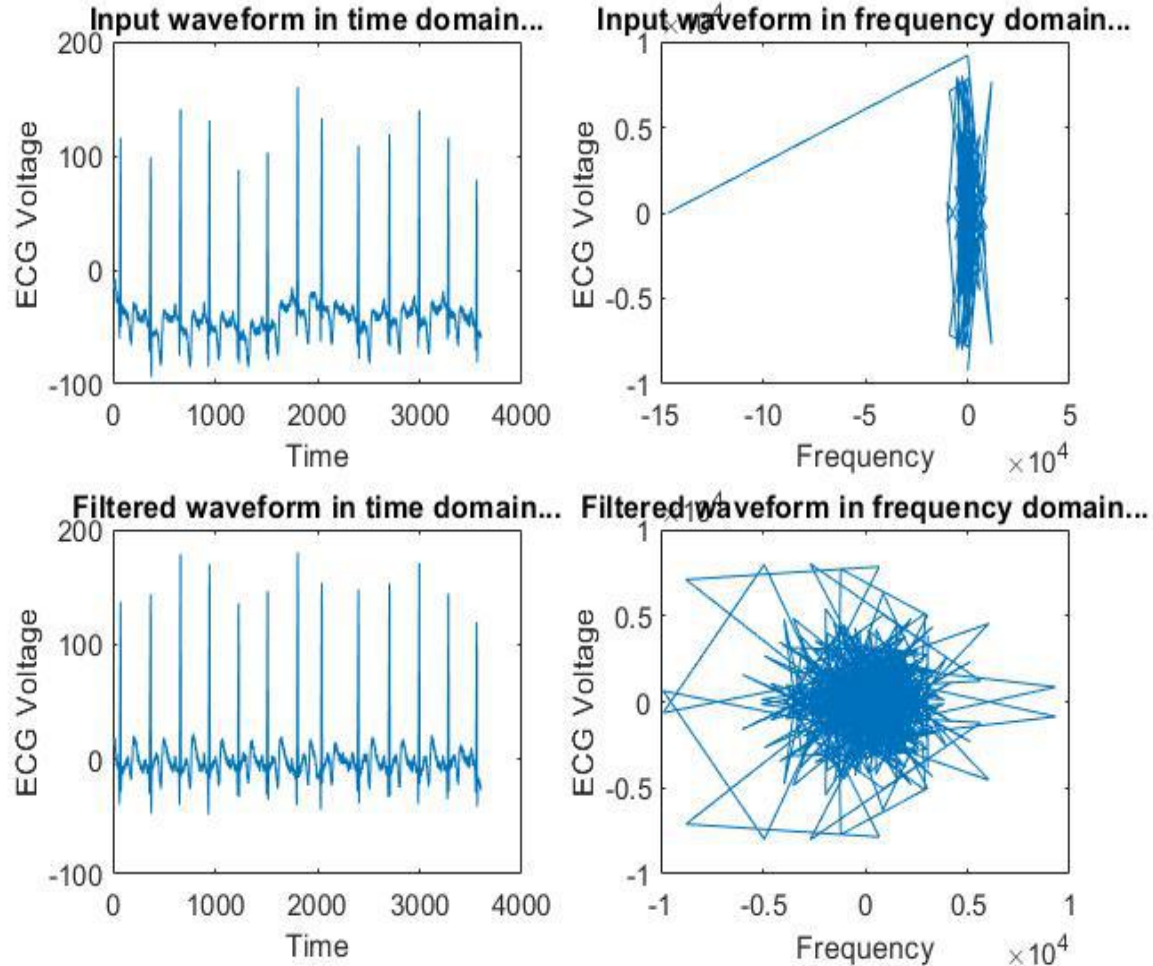 Input waveform in time domain...
200
100
0
-100
ECG Voltage
0 1000 2000 3000 4000
Time
Input waveform in frequency domain...
×10⁴
1
0.5
0
-0.5
-1
ECG Voltage
-15 -10 -5 0 5
Frequency
×10⁴
Filtered waveform in time domain...
200
100
0
-100
ECG Voltage
0 1000 2000 3000 4000
Time
Filtered waveform in frequency domain...
×10⁴
1
0.5
0
-0.5
-1
ECG Voltage
-1 -0.5 0 0.5 1
Frequency
×10⁴